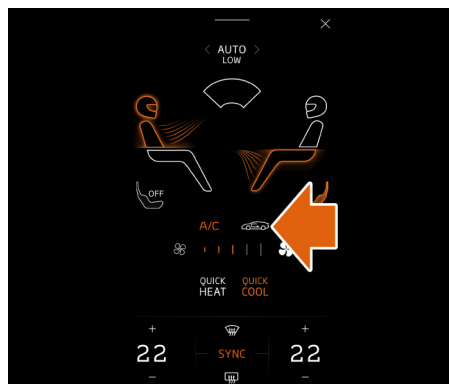 AUTO
LOW
OFF
A/C
QUICK
HEAT
QUICK
COOL
22
SYNC
22